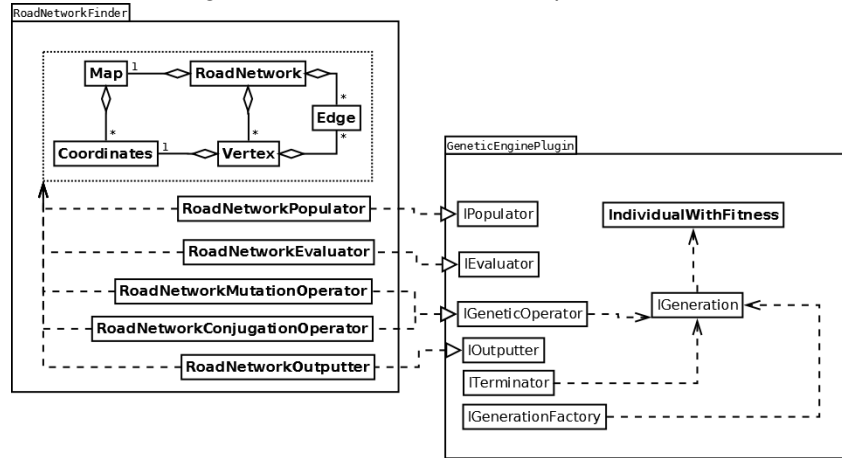 RoadNetworkFinder
Map
1
RoadNetwork
*
Edge
*
*
*
Coordinates
1
Vertex
GeneticEnginePlugin
RoadNetworkPopulator
IPopulator
IndividualWithFitness
RoadNetworkEvaluator
IEvaluator
RoadNetworkMutationOperator
IGeneration
IGeneticOperator
RoadNetworkConjugationOperator
IOutputter
RoadNetworkOutputter
ITerminator
IGenerationFactory